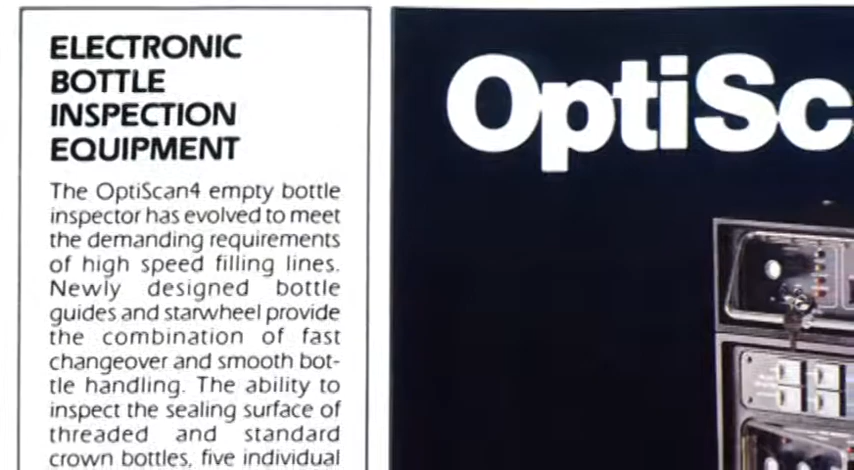 ELECTRONIC
BOTTLE
INSPECTION
EQUIPMENT
The OptiScan4 empty bottle
inspector has evolved to meet
the demanding requirements
of high speed filling lines.
Newly designed bottle
guides and starwheel provide
the combination of fast
changeover and smooth bot-
tle handling. The ability to
inspect the sealing surface of
threaded and standard
crown bottles, five individual
OptiSc